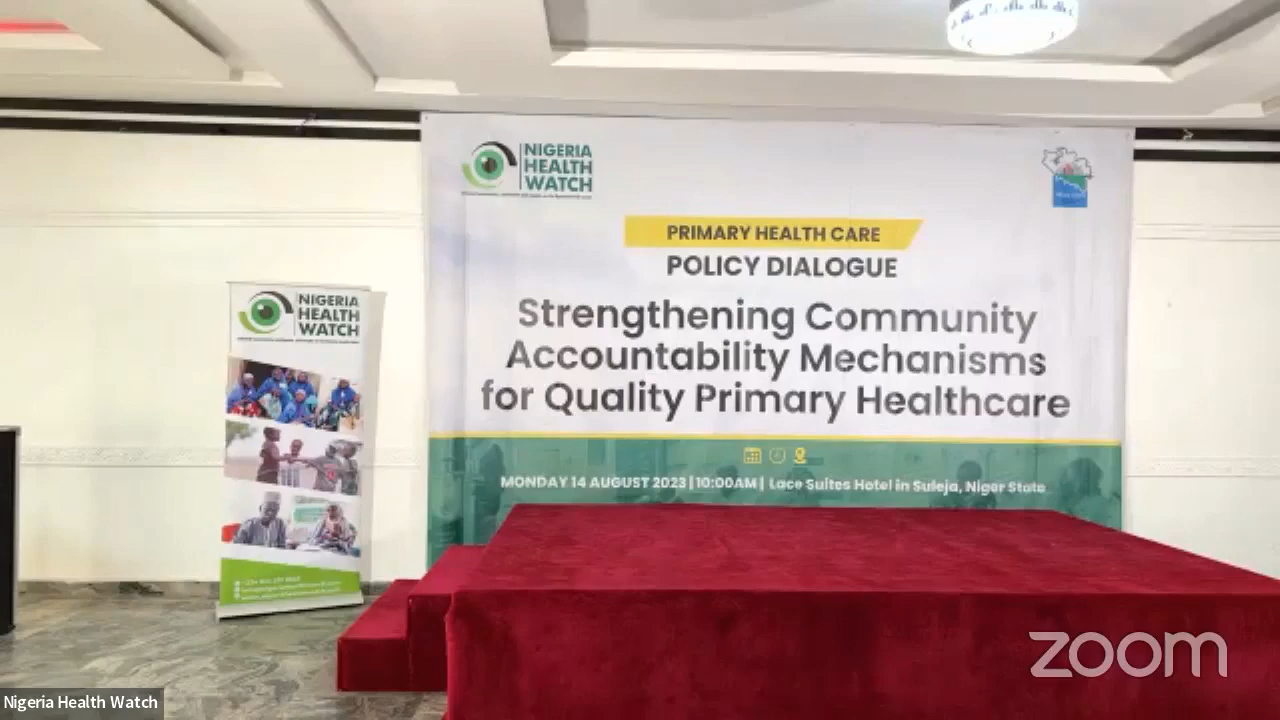 NIGERIA
HEALTH
WATCH
PRIMARY HEALTH CARE
POLICY DIALOGUE
Strengthening Community
Accountability Mechanisms
for Quality Primary Healthcare
MONDAY 14 AUGUST 2023 | 10:00AM | Lace Suites Hotel in Suleja, Niger State
NIGERIA
HEALTH
WATCH
zoom
Nigeria Health Watch